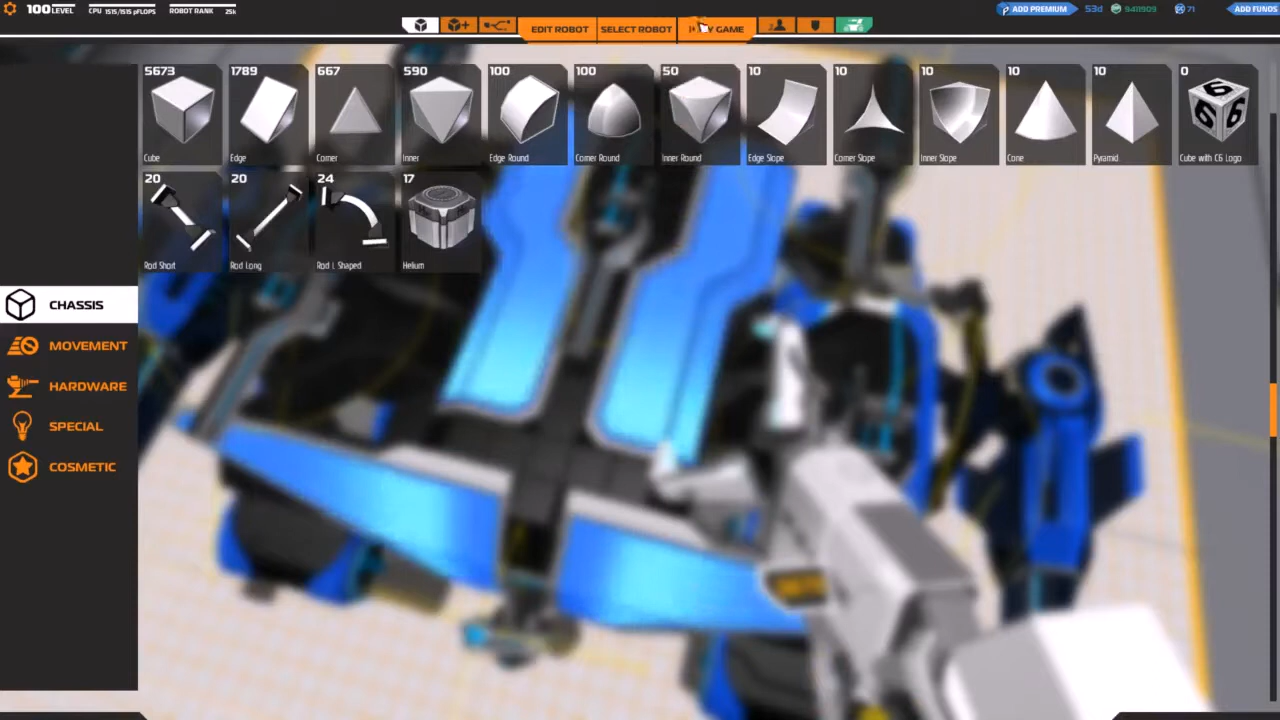 100 LEVEL
CPU 1515/1515 pFLOPS
ROBOT RANK 25k
ADD PREMIUM
53d
9411909
71
ADD FUNDS
EDIT ROBOT
SELECT ROBOT
GAME
5673
1789
667
590
100
100
50
10
10
10
10
10
0
Cube
Edge
Corner
Inner
Edge Round
Corner Round
Inner Round
Edge Slope
Corner Slope
Inner Slope
Cone
Pyramid
Cube with C6 Logo
20
20
24
17
Rod Short
Rod Long
Rod L Shaped
Helium
CHASSIS
MOVEMENT
HARDWARE
SPECIAL
COSMETIC